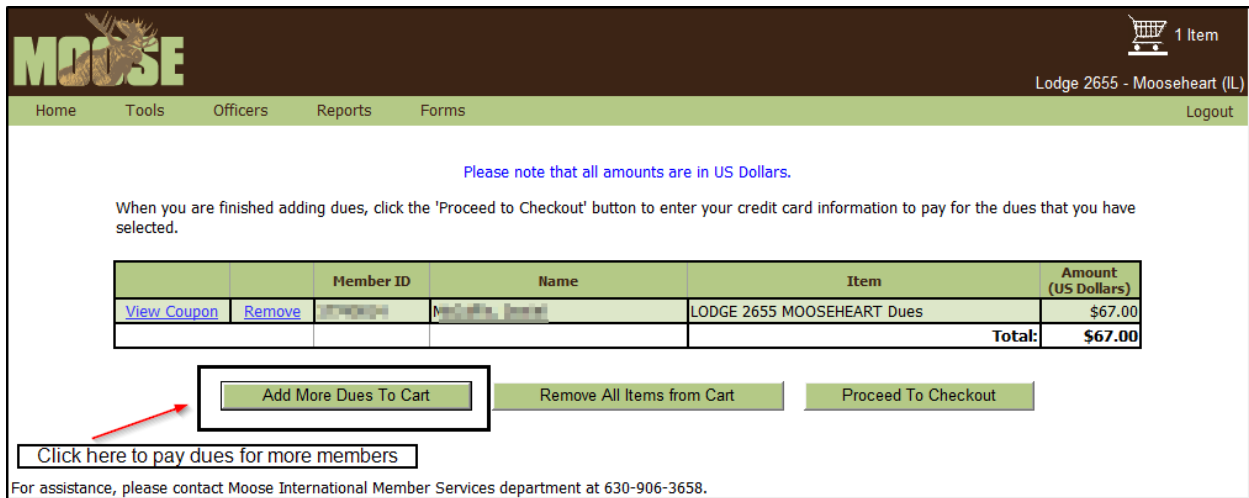 MOOSE
1 Item
Lodge 2655 - Mooseheart (IL)
Home Tools Officers Reports Forms Logout
Please note that all amounts are in US Dollars.
When you are finished adding dues, click the 'Proceed to Checkout' button to enter your credit card information to pay for the dues that you have
selected.
Member ID Name Item Amount (US Dollars)
View Coupon Remove LODGE 2655 MOOSEHEART Dues $67.00
Total: $67.00
Add More Dues To Cart Remove All Items from Cart Proceed To Checkout
Click here to pay dues for more members
For assistance, please contact Moose International Member Services department at 630-906-3658.